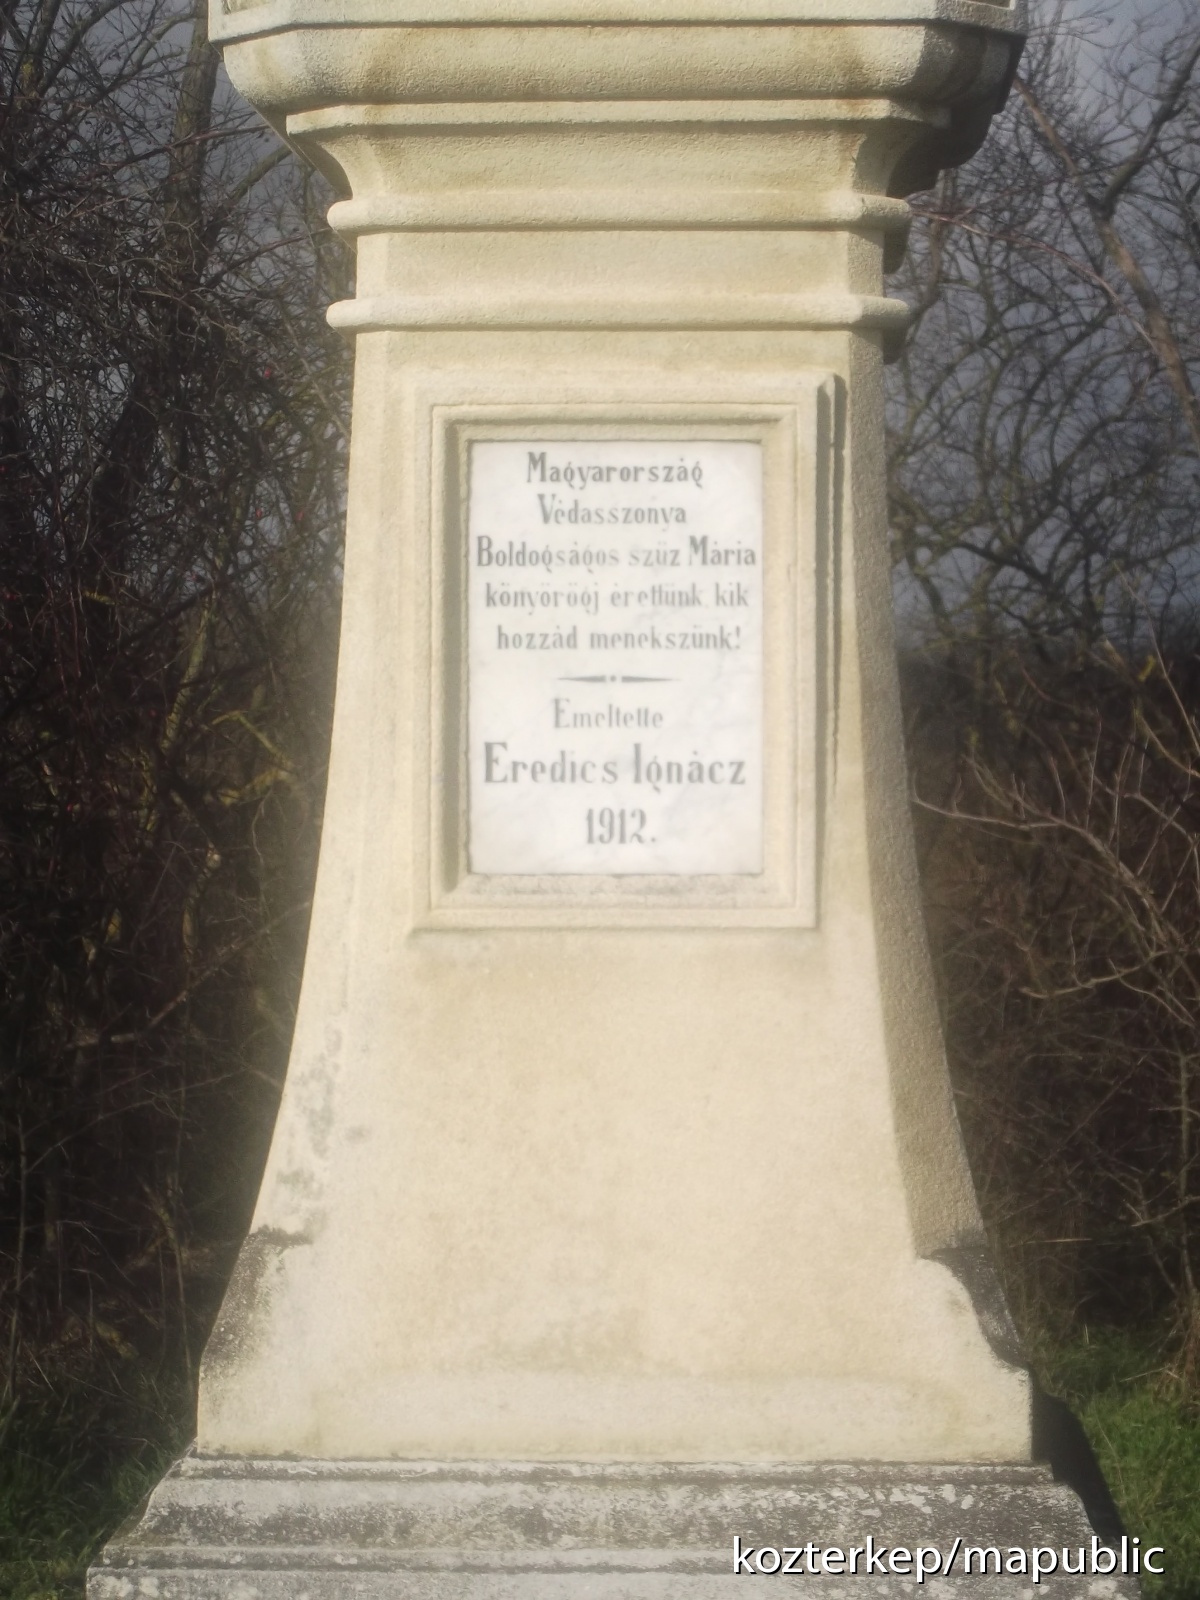 Magyarország
Védasszonya
Boldogságos szüz Mária
könyörögj érettünk, kik
hozzád menekszünk!
Emeltette
Eredics Ignácz
1912.
kozterkep/mapublic